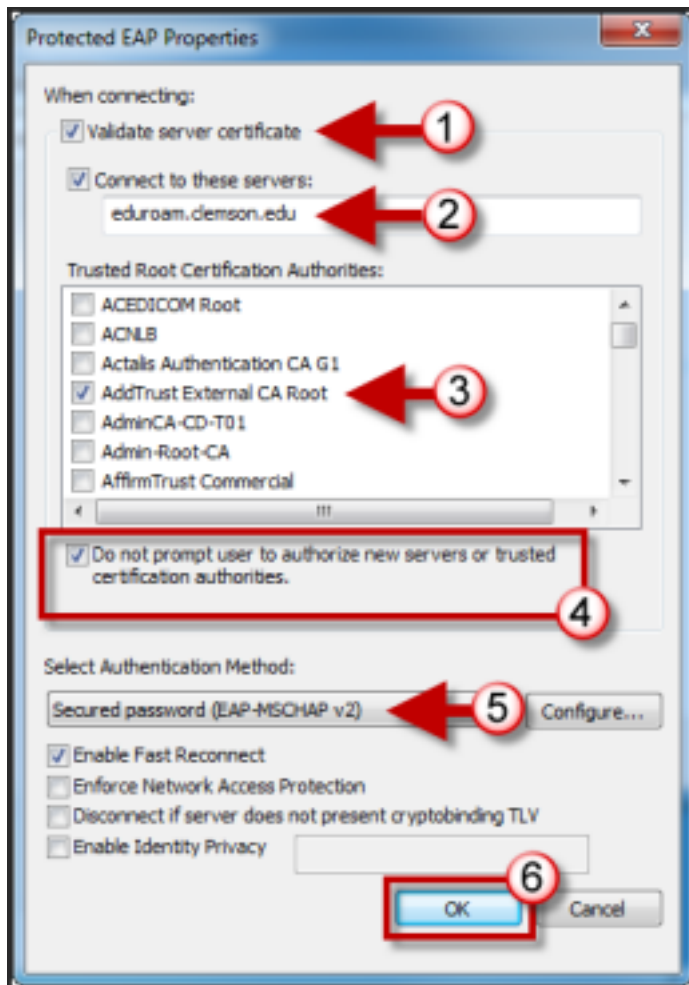 Protected EAP Properties
When connecting:
Validate server certificate
1
Connect to these servers:
eduroam.clemson.edu
2
Trusted Root Certification Authorities:
ACEDICOM Root
ACNLB
Actalis Authentication CA G1
AddTrust External CA Root
3
AdminCA-CD-T01
Admin-Root-CA
AffirmTrust Commercial
Do not prompt user to authorize new servers or trusted
certification authorities.
4
Select Authentication Method:
Secured password (EAP-MSCHAP v2)
5
Configure...
Enable Fast Reconnect
Enforce Network Access Protection
Disconnect if server does not present cryptobinding TLV
Enable Identity Privacy
6
OK
Cancel